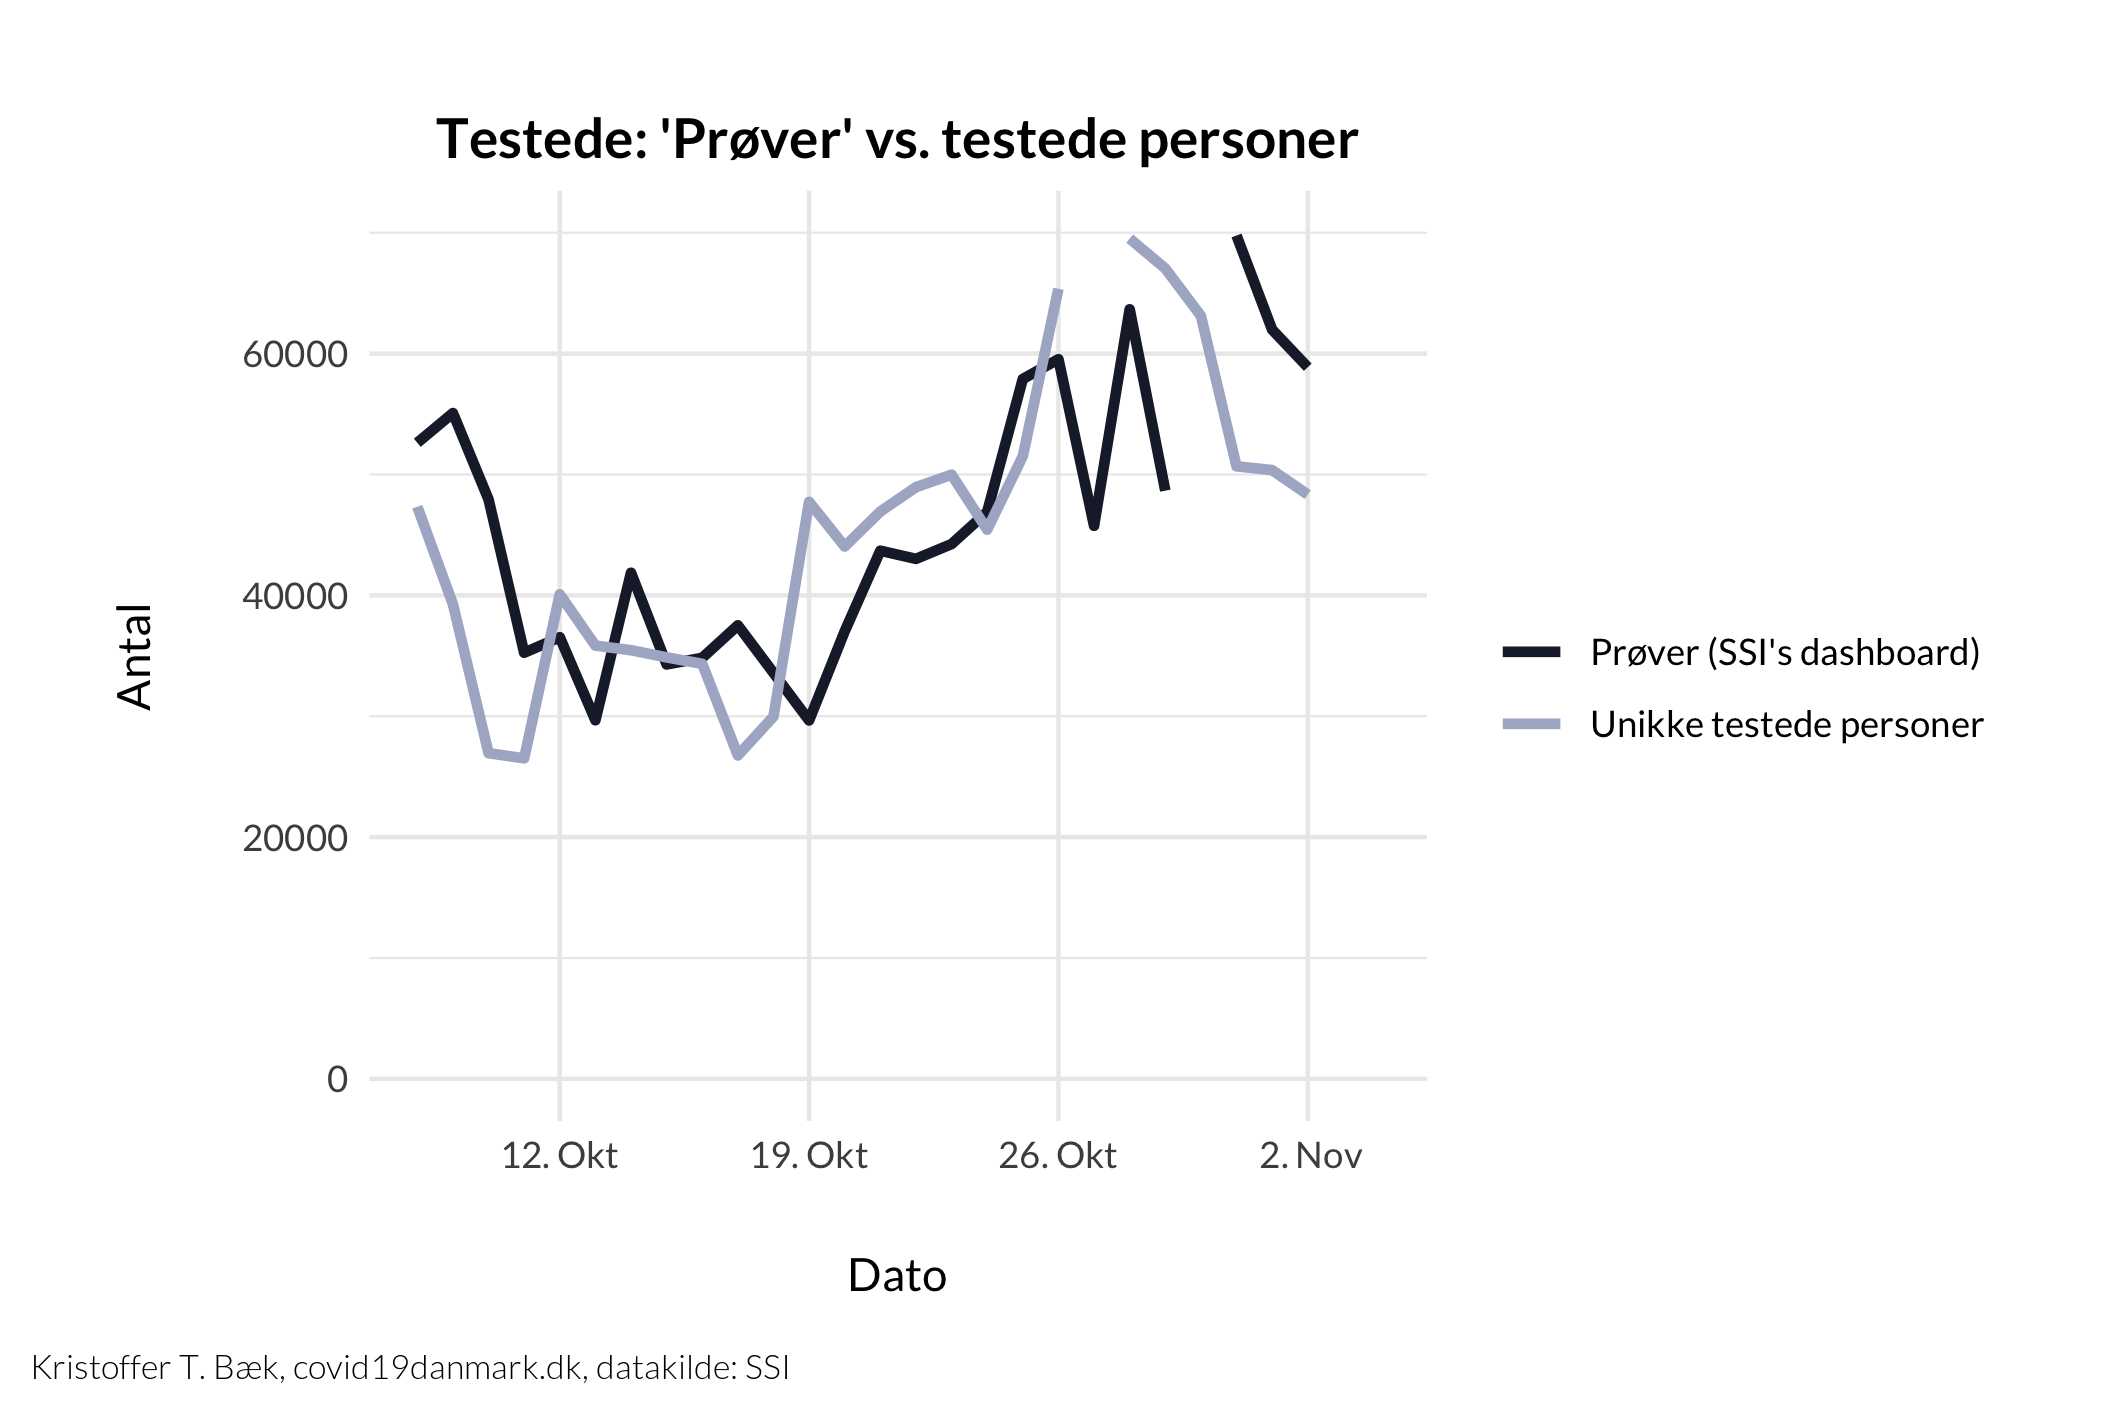 Testede: 'Prøver' vs. testede personer
Antal
60000
40000
20000
0
12. Okt
19. Okt
26. Okt
2. Nov
Dato
Prøver (SSI's dashboard)
Unikke testede personer
Kristoffer T. Bæk, covid19danmark.dk, datakilde: SSI